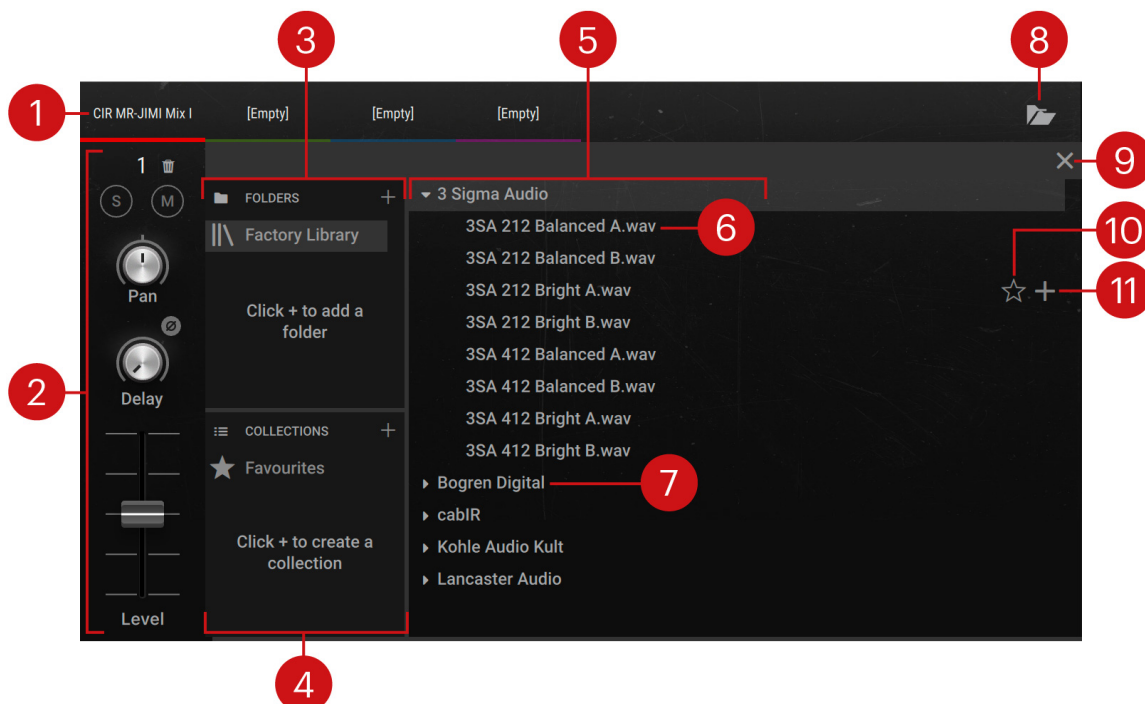 3
5
8
1
CIR MR-JIMI Mix I
[Empty]
[Empty]
[Empty]
1
9
S
M
FOLDERS
3 Sigma Audio
Factory Library
3SA 212 Balanced A.wav
6
10
3SA 212 Balanced B.wav
Pan
3SA 212 Bright A.wav
11
Click + to add a
folder
3SA 212 Bright B.wav
3SA 412 Balanced A.wav
2
3SA 412 Balanced B.wav
Delay
3SA 412 Bright A.wav
COLLECTIONS
3SA 412 Bright B.wav
Favourites
Bogren Digital
7
cabIR
Click + to create a
collection
Kohle Audio Kult
Lancaster Audio
Level
4